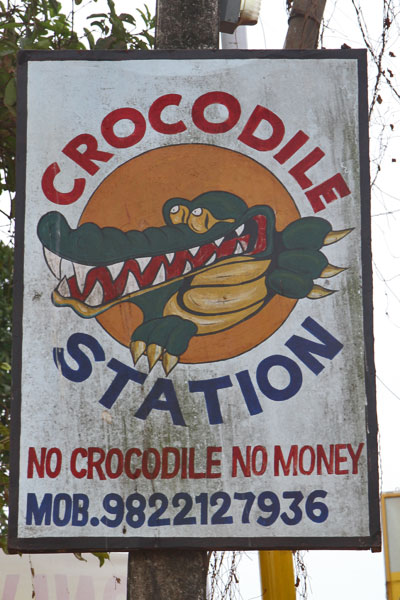 CROCODILE
STATION
NO CROCODILE NO MONEY
MOB.9822127936